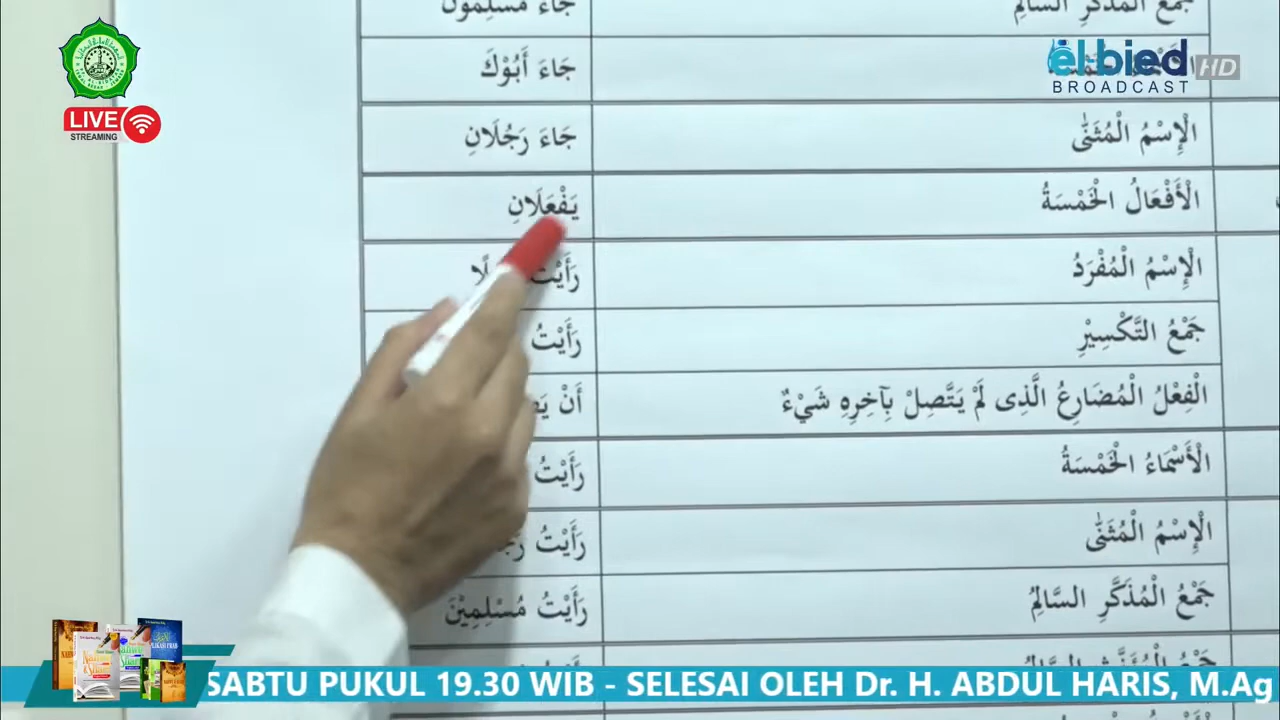 جَمْعُ الْمُذَكَّرِ السَّالِمِ جَاءَ مُسْلِمُوْنَ
جَاءَ أَبُوْكَ
الْإِسْمُ الْمُثَنَّى جَاءَ رَجُلَانِ
الْأَفْعَالُ الْخَمْسَةُ يَفْعَلَانِ
الْإِسْمُ الْمُفْرَدُ رَأَيْتُ
جَمْعُ التَّكْسِيْرِ رَأَيْتُ
الْفِعْلُ الْمُضَارِعُ الَّذِى لَمْ يَتَّصِلْ بِآخِرِهِ شَيْءٌ أَنْ
الْأَسْمَاءُ الْخَمْسَةُ رَأَيْتُ
الْإِسْمُ الْمُثَنَّى رَأَيْتُ
جَمْعُ الْمُذَكَّرِ السَّالِمُ رَأَيْتُ مُسْلِمِيْنَ
el-bied HD
BROADCAST
LIVE
STREAMING
SABTU PUKUL 19.30 WIB - SELESAI OLEH Dr. H. ABDUL HARIS, M.Ag